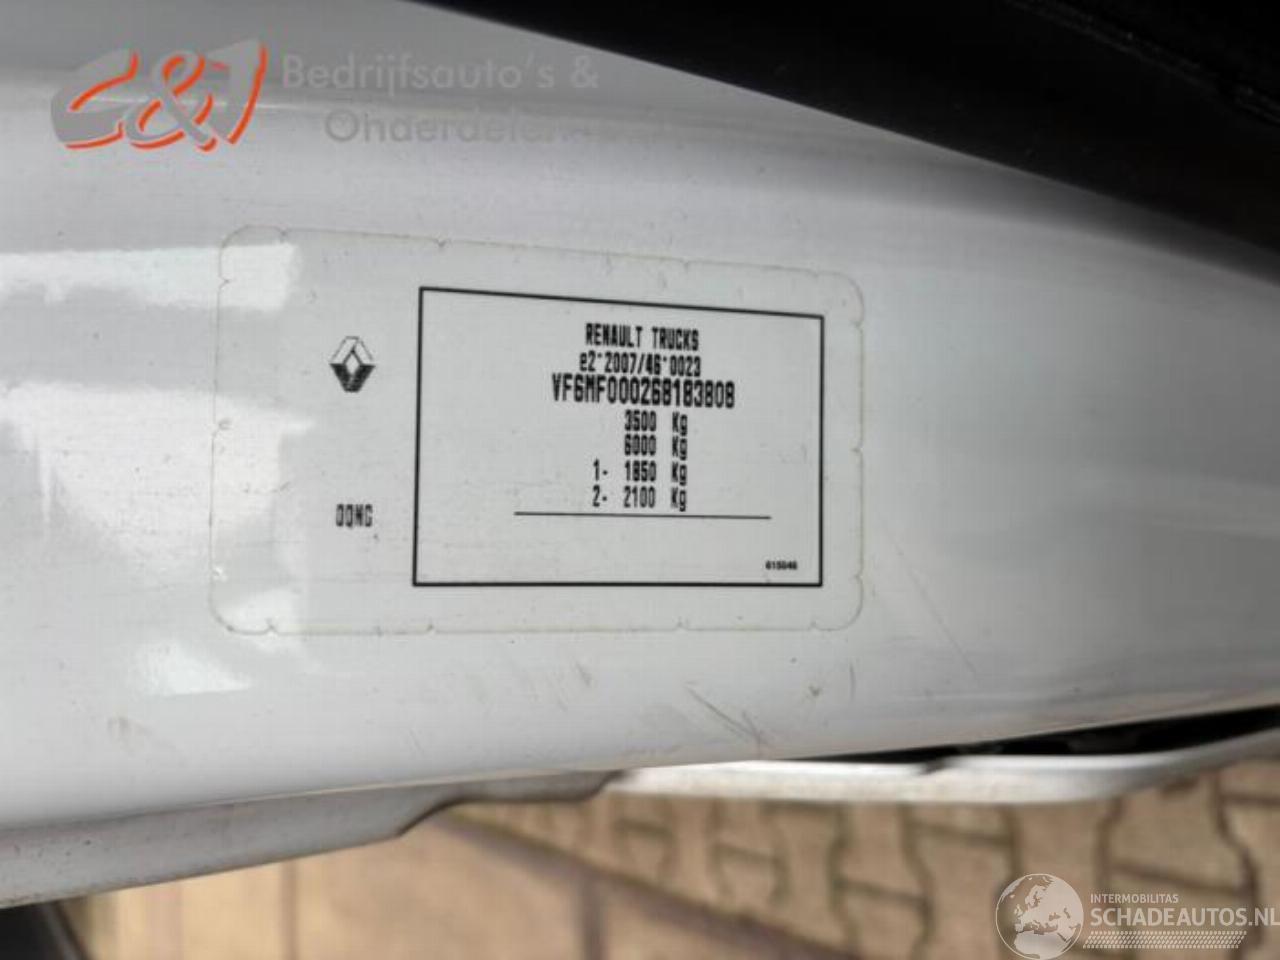 C&J Bedrijfsauto's &
Onderdelen
RENAULT TRUCKS
e2*2007/46*0023
VF6MF000268183808
3500 Kg
6000 Kg
1- 1850 Kg
2- 2100 Kg
QQMG
615046
INTERMOBILITAS
SCHADEAUTOS.NL